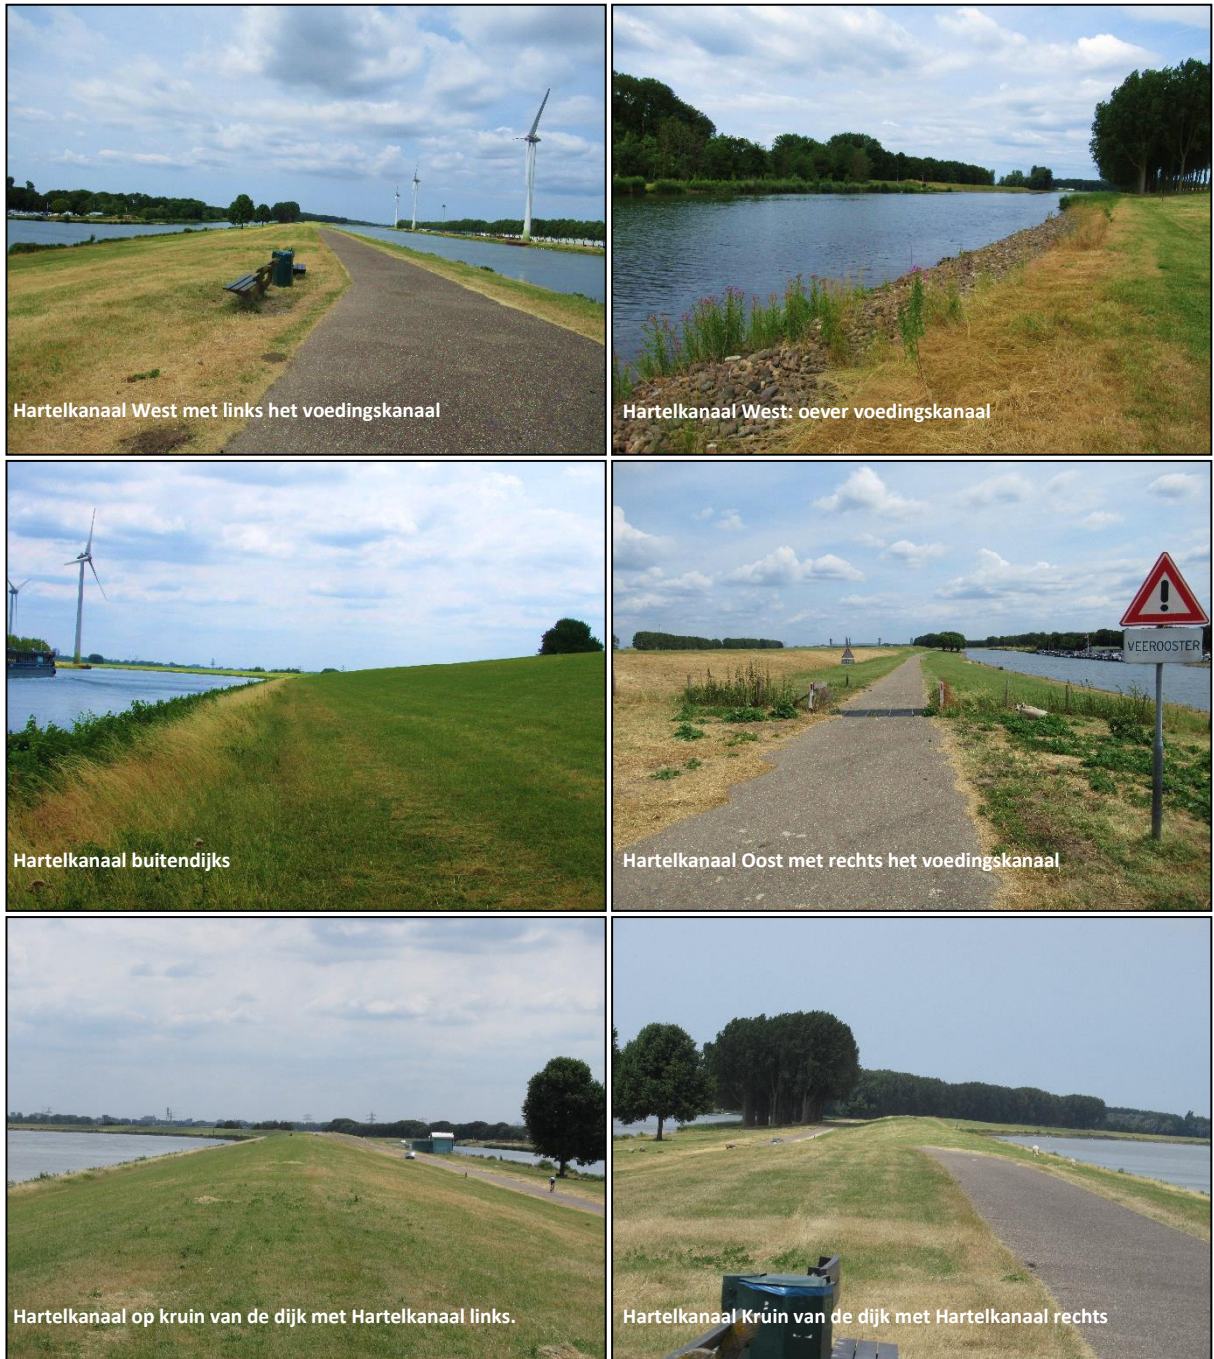 Hartelkanaal West met links het voedingskanaal
Hartelkanaal West: oever voedingskanaal
Hartelkanaal buitendijks
VEEROOSTER
Hartelkanaal Oost met rechts het voedingskanaal
Hartelkanaal op kruin van de dijk met Hartelkanaal links.
Hartelkanaal Kruin van de dijk met Hartelkanaal rechts